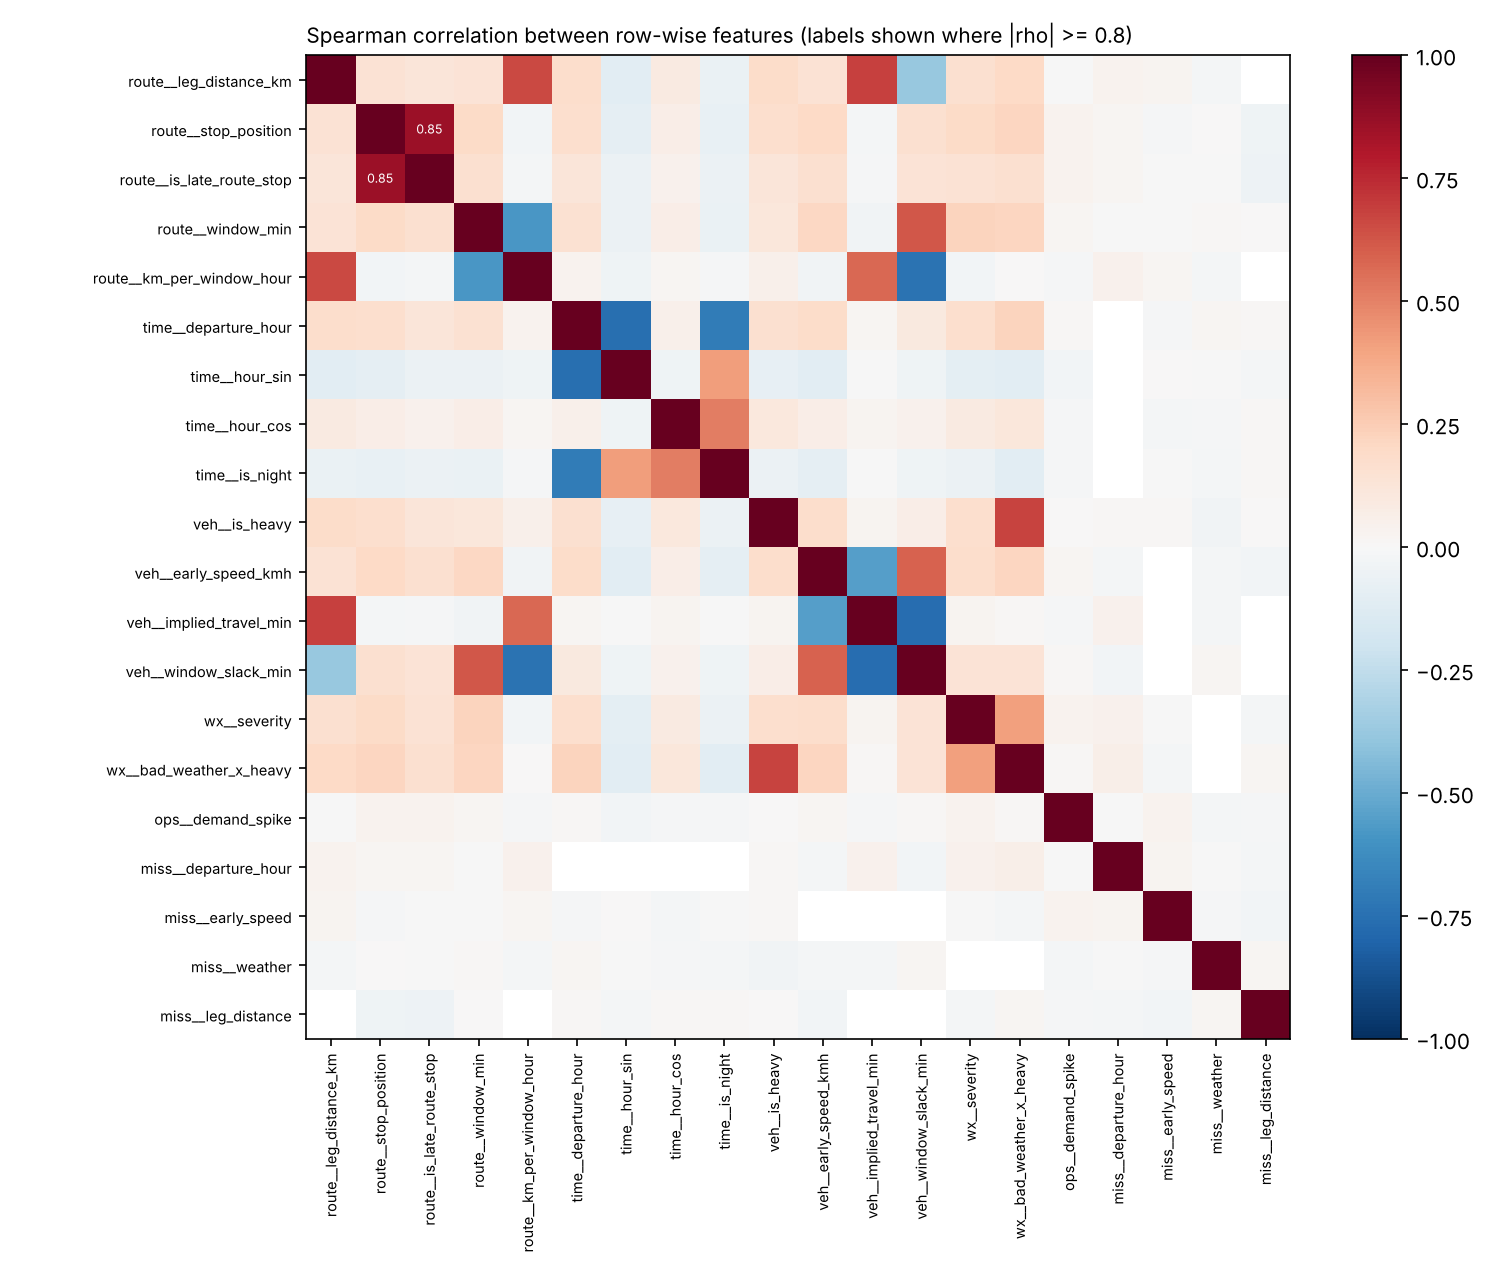 Spearman correlation between row-wise features (labels shown where |rho| >= 0.8)
route__leg_distance_km
route__stop_position
route__is_late_route_stop
route__window_min
route__km_per_window_hour
time__departure_hour
time__hour_sin
time__hour_cos
time__is_night
veh__is_heavy
veh__early_speed_kmh
veh__implied_travel_min
veh__window_slack_min
wx__severity
wx__bad_weather_x_heavy
ops__demand_spike
miss__departure_hour
miss__early_speed
miss__weather
miss__leg_distance
0.85
0.85
route__leg_distance_km
route__stop_position
route__is_late_route_stop
route__window_min
route__km_per_window_hour
time__departure_hour
time__hour_sin
time__hour_cos
time__is_night
veh__is_heavy
veh__early_speed_kmh
veh__implied_travel_min
veh__window_slack_min
wx__severity
wx__bad_weather_x_heavy
ops__demand_spike
miss__departure_hour
miss__early_speed
miss__weather
miss__leg_distance
1.00
0.75
0.50
0.25
0.00
−0.25
−0.50
−0.75
−1.00